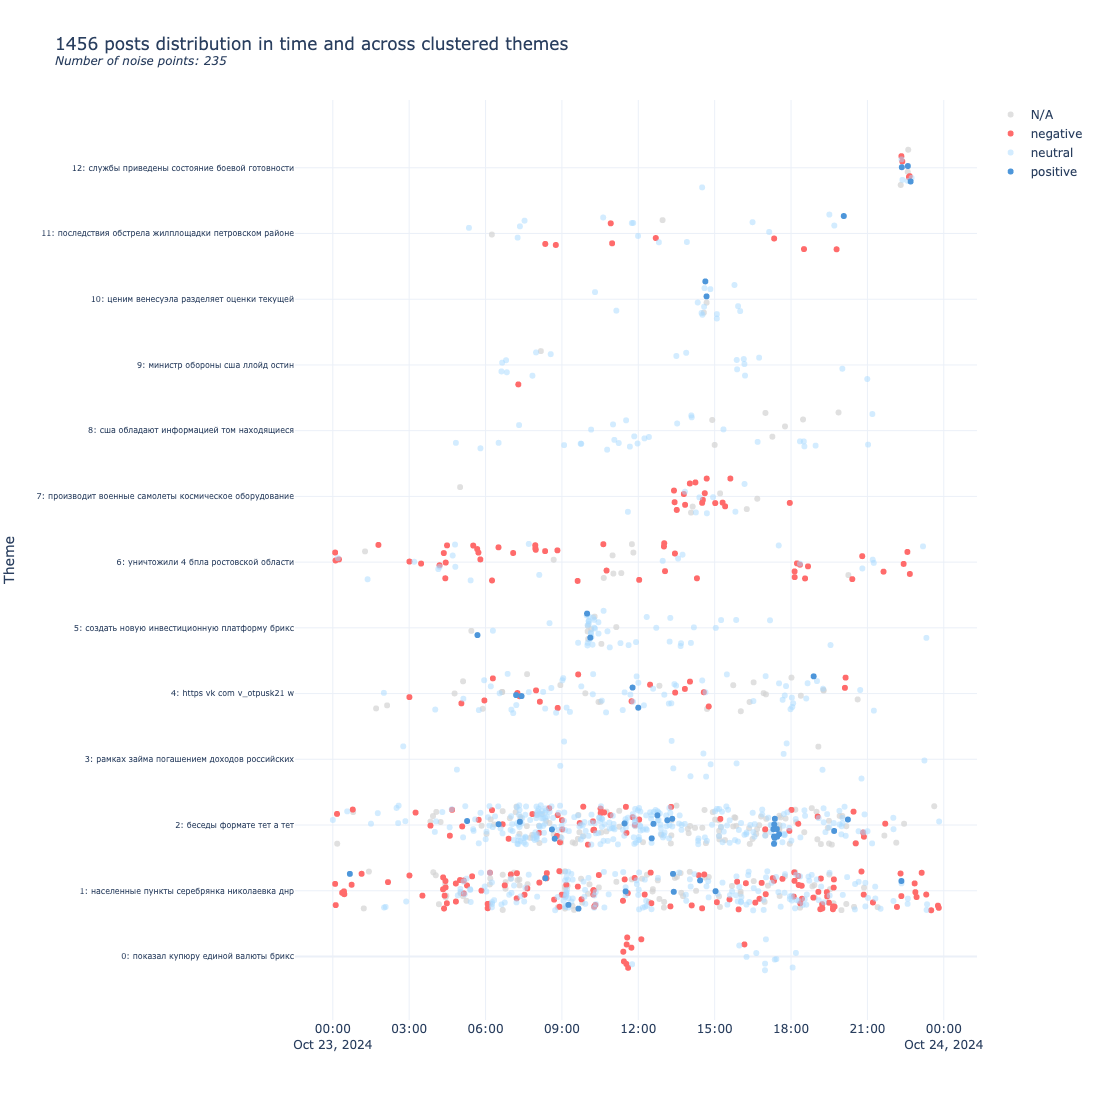 1456 posts distribution in time and across clustered themes
Number of noise points: 235
N/A
negative
neutral
positive
Theme
12: службы приведены состояние боевой готовности
11: последствия обстрела жилплощадки петровском районе
10: ценим венесуэла разделяет оценки текущей
9: министр обороны сша ллойд остин
8: сша обладают информацией том находящиеся
7: производит военные самолеты космическое оборудование
6: уничтожили 4 бпла ростовской области
5: создать новую инвестиционную платформу брикс
4: https vk com v_otpusk21 w
3: рамках займа погашением доходов российских
2: беседы формате тет а тет
1: населенные пункты серебрянка николаевка днр
0: показал купюру единой валюты брикс
00:00 03:00 06:00 09:00 12:00 15:00 18:00 21:00 00:00
Oct 23, 2024 Oct 24, 2024